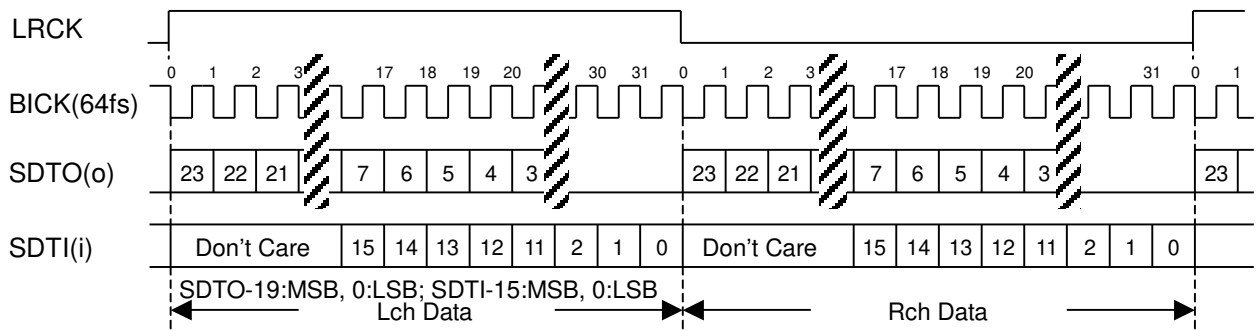 LRCK
0 1 2 3 17 18 19 20 30 31 0 1 2 3 17 18 19 20 31 0 1
BICK(64fs)
SDTO(o) 23 22 21 7 6 5 4 3 23 22 21 7 6 5 4 3 23
SDTI(i) Don't Care 15 14 13 12 11 2 1 0 Don't Care 15 14 13 12 11 2 1 0
SDTO-19:MSB, 0:LSB; SDTI-15:MSB, 0:LSB
Lch Data Rch Data